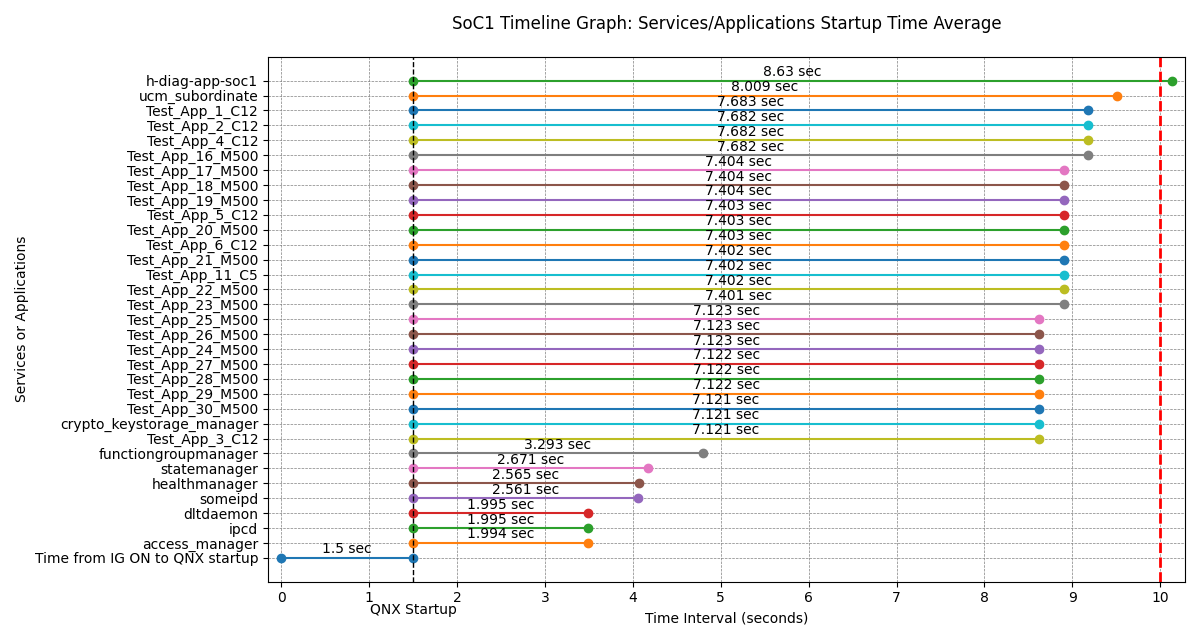 SoC1 Timeline Graph: Services/Applications Startup Time Average
Services or Applications
h-diag-app-soc1 8.63 sec
ucm_subordinate 8.009 sec
Test_App_1_C12 7.683 sec
Test_App_2_C12 7.682 sec
Test_App_4_C12 7.682 sec
Test_App_16_M500 7.682 sec
Test_App_17_M500 7.404 sec
Test_App_18_M500 7.404 sec
Test_App_19_M500 7.404 sec
Test_App_5_C12 7.403 sec
Test_App_20_M500 7.403 sec
Test_App_6_C12 7.403 sec
Test_App_21_M500 7.402 sec
Test_App_11_C5 7.402 sec
Test_App_22_M500 7.402 sec
Test_App_23_M500 7.401 sec
Test_App_25_M500 7.123 sec
Test_App_26_M500 7.123 sec
Test_App_24_M500 7.123 sec
Test_App_27_M500 7.122 sec
Test_App_28_M500 7.122 sec
Test_App_29_M500 7.122 sec
Test_App_30_M500 7.121 sec
crypto_keystorage_manager 7.121 sec
Test_App_3_C12 7.121 sec
functiongroupmanager 3.293 sec
statemanager 2.671 sec
healthmanager 2.565 sec
someipd 2.561 sec
dltdaemon 1.995 sec
ipcd 1.995 sec
access_manager 1.994 sec
Time from IG ON to QNX startup 1.5 sec
0 1 2 3 4 5 6 7 8 9 10
QNX Startup
Time Interval (seconds)